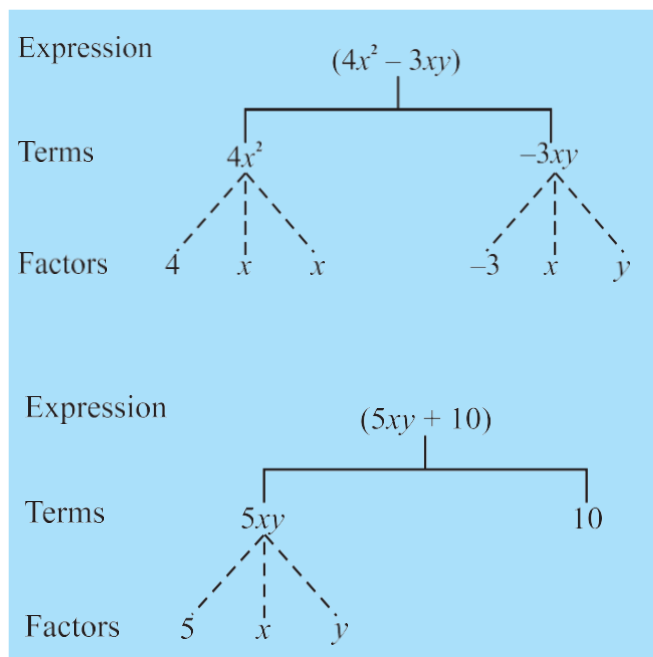 Expression (4x² – 3xy)
Terms 4x² –3xy
Factors 4 x x –3 x y
Expression (5xy + 10)
Terms 5xy 10
Factors 5 x y